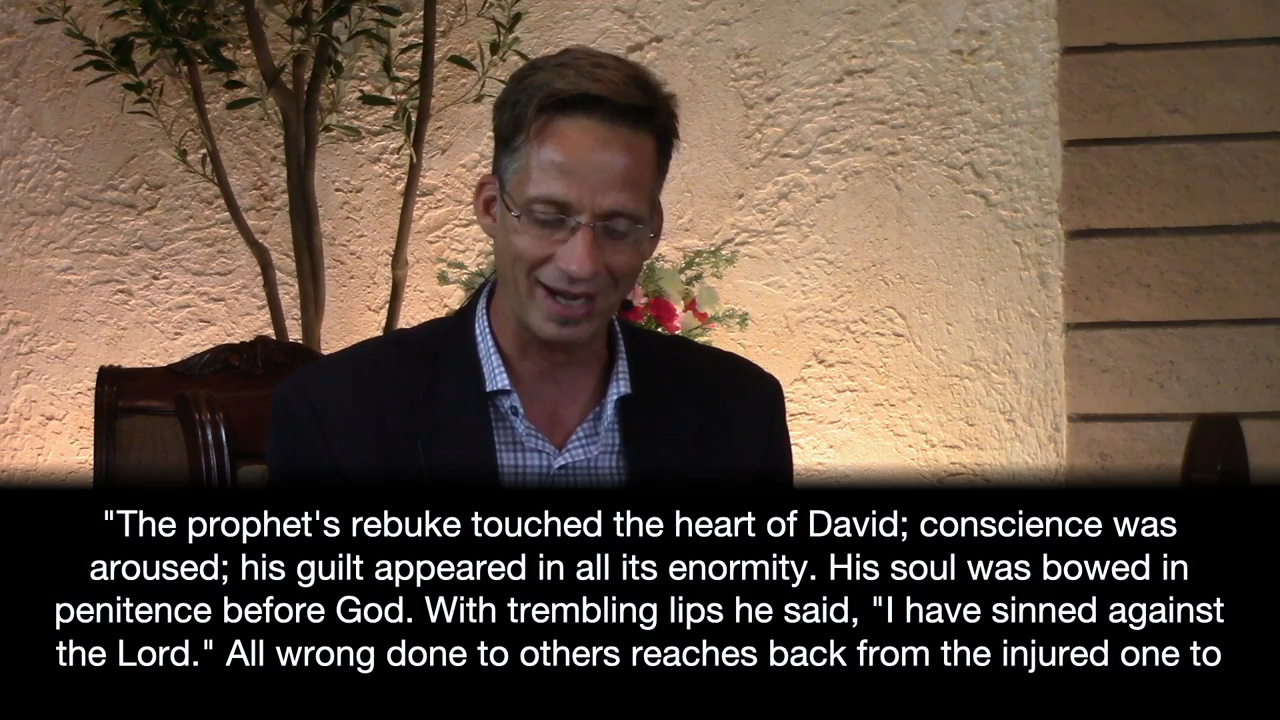 "The prophet's rebuke touched the heart of David; conscience was
aroused; his guilt appeared in all its enormity. His soul was bowed in
penitence before God. With trembling lips he said, "I have sinned against
the Lord." All wrong done to others reaches back from the injured one to